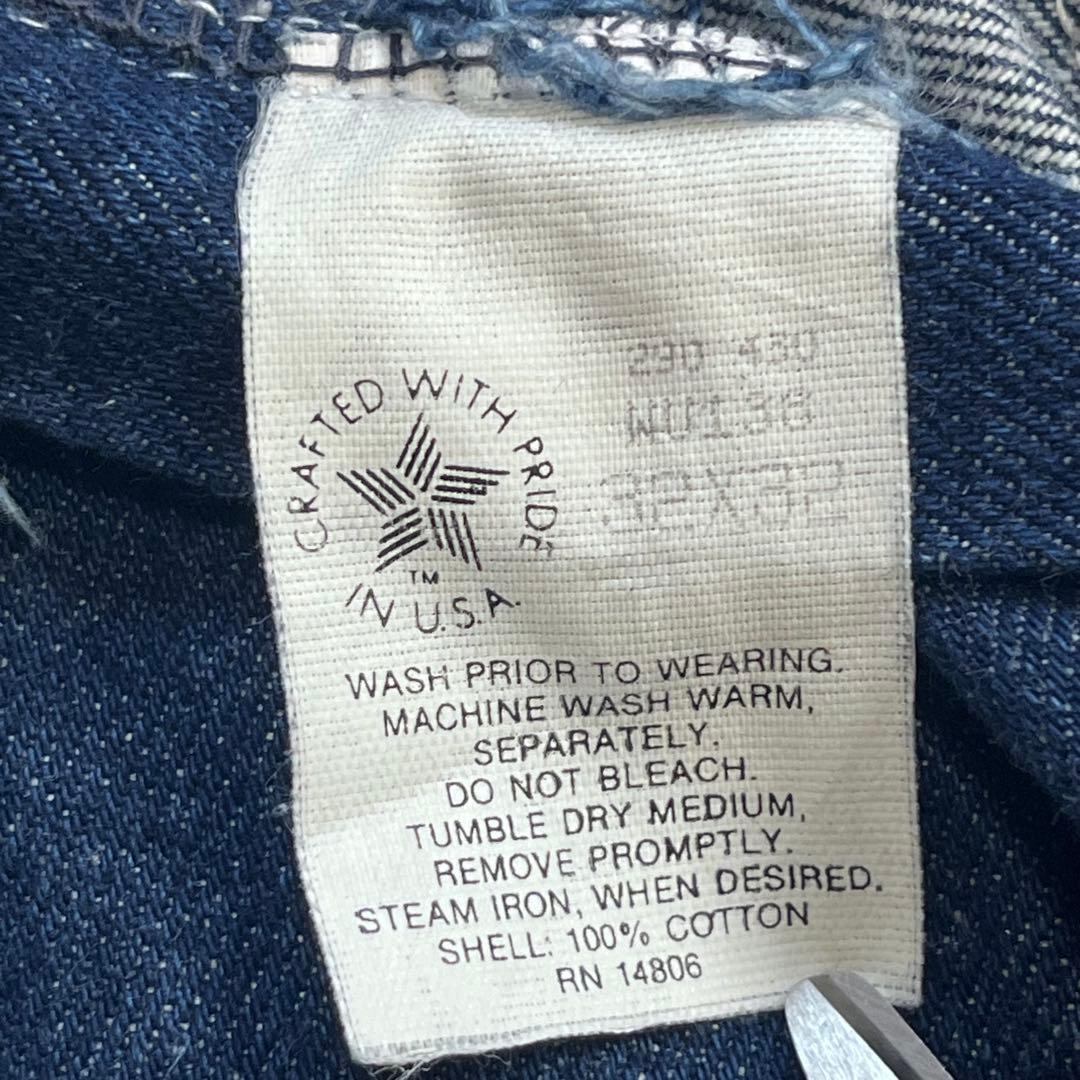 CRAFTED WITH PRIDE
TM
IN U.S.A.
32X32
WASH PRIOR TO WEARING.
MACHINE WASH WARM,
SEPARATELY.
DO NOT BLEACH.
TUMBLE DRY MEDIUM,
REMOVE PROMPTLY.
STEAM IRON, WHEN DESIRED.
SHELL: 100% COTTON
RN 14806